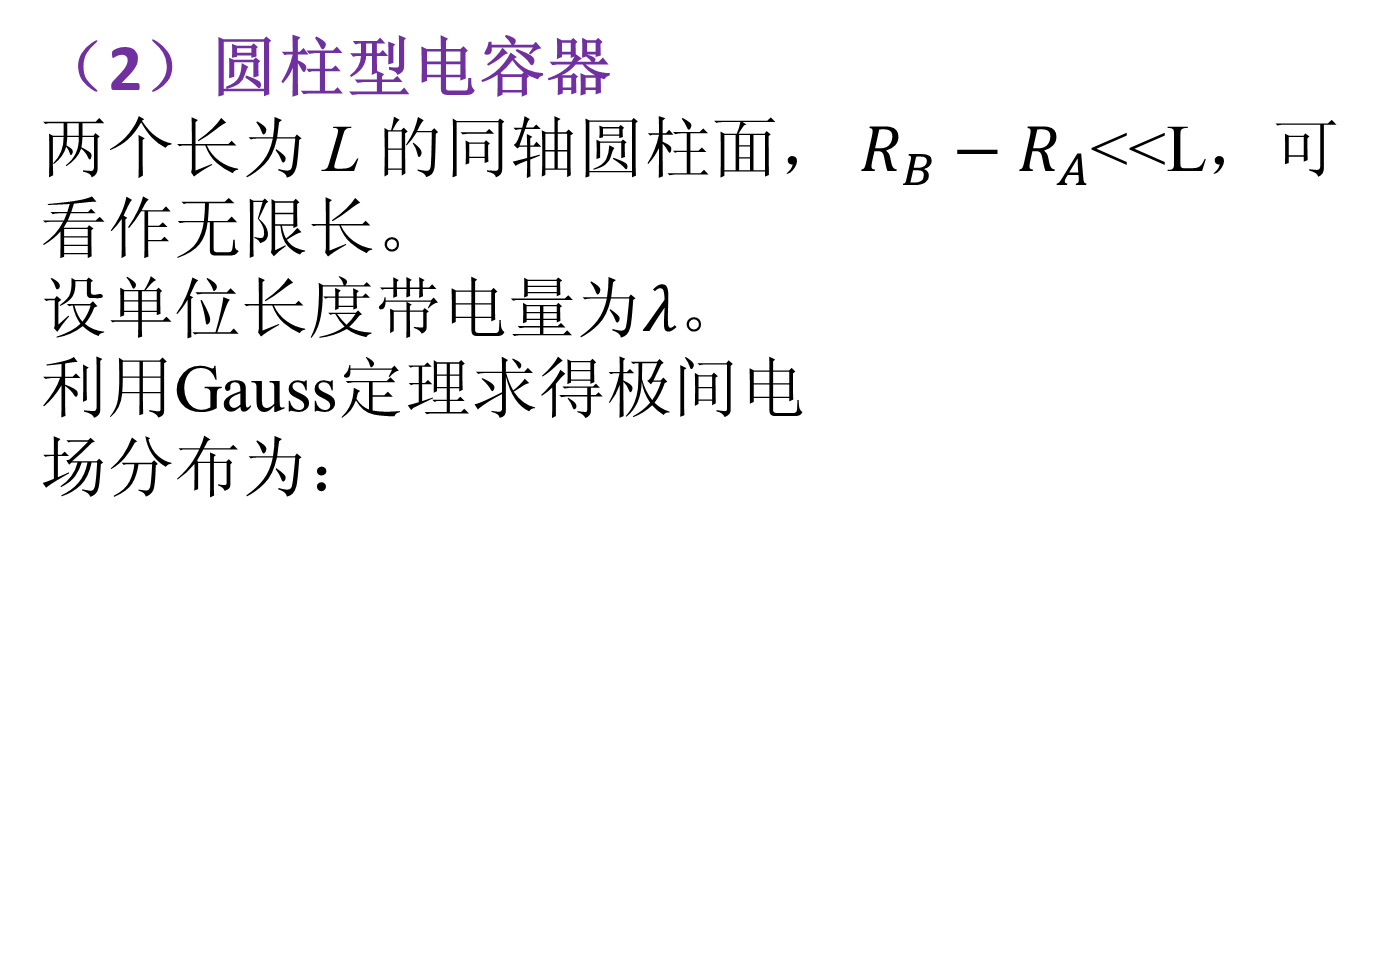 （2）圆柱型电容器
两个长为 L 的同轴圆柱面， R_B − R_A<<L，可
看作无限长。
设单位长度带电量为λ。
利用Gauss定理求得极间电
场分布为：